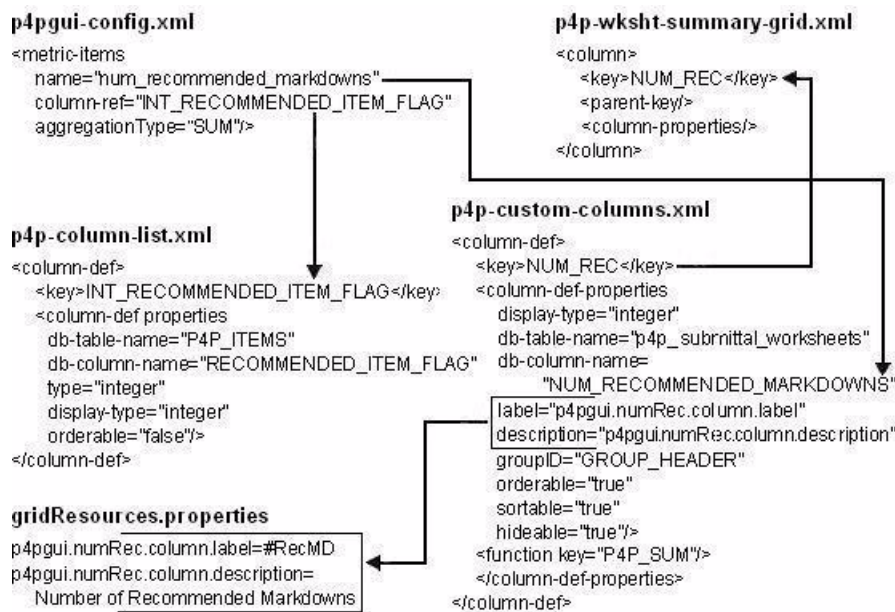 p4pgui-config.xml
<metric-items
name="num_recommended_markdowns"
column-ref="INT_RECOMMENDED_ITEM_FLAG"
aggregationType="SUM"/>
p4p-wksht-summary-grid.xml
<column>
<key>NUM_REC</key>
<parent-key/>
<column-properties/>
</column>
p4p-column-list.xml
<column-def>
<key>INT_RECOMMENDED_ITEM_FLAG</key>
<column-def properties
db-table-name="P4P_ITEMS"
db-column-name="RECOMMENDED_ITEM_FLAG"
type="integer"
display-type="integer"
orderable="false"/>
</column-def>
p4p-custom-columns.xml
<column-def>
<key>NUM_REC</key>
<column-def-properties
display-type="integer"
db-table-name="p4p_submittal_worksheets"
db-column-name=
"NUM_RECOMMENDED_MARKDOWNS"
label="p4pgui.numRec.column.label"
description="p4pgui.numRec.column.description"
groupID="GROUP_HEADER"
orderable="true"
sortable="true"
hideable="true"/>
<function key="P4P_SUM"/>
</column-def-properties>
</column-def>
gridResources.properties
p4pgui.numRec.column.label=#RecMD
p4pgui.numRec.column.description=
Number of Recommended Markdowns